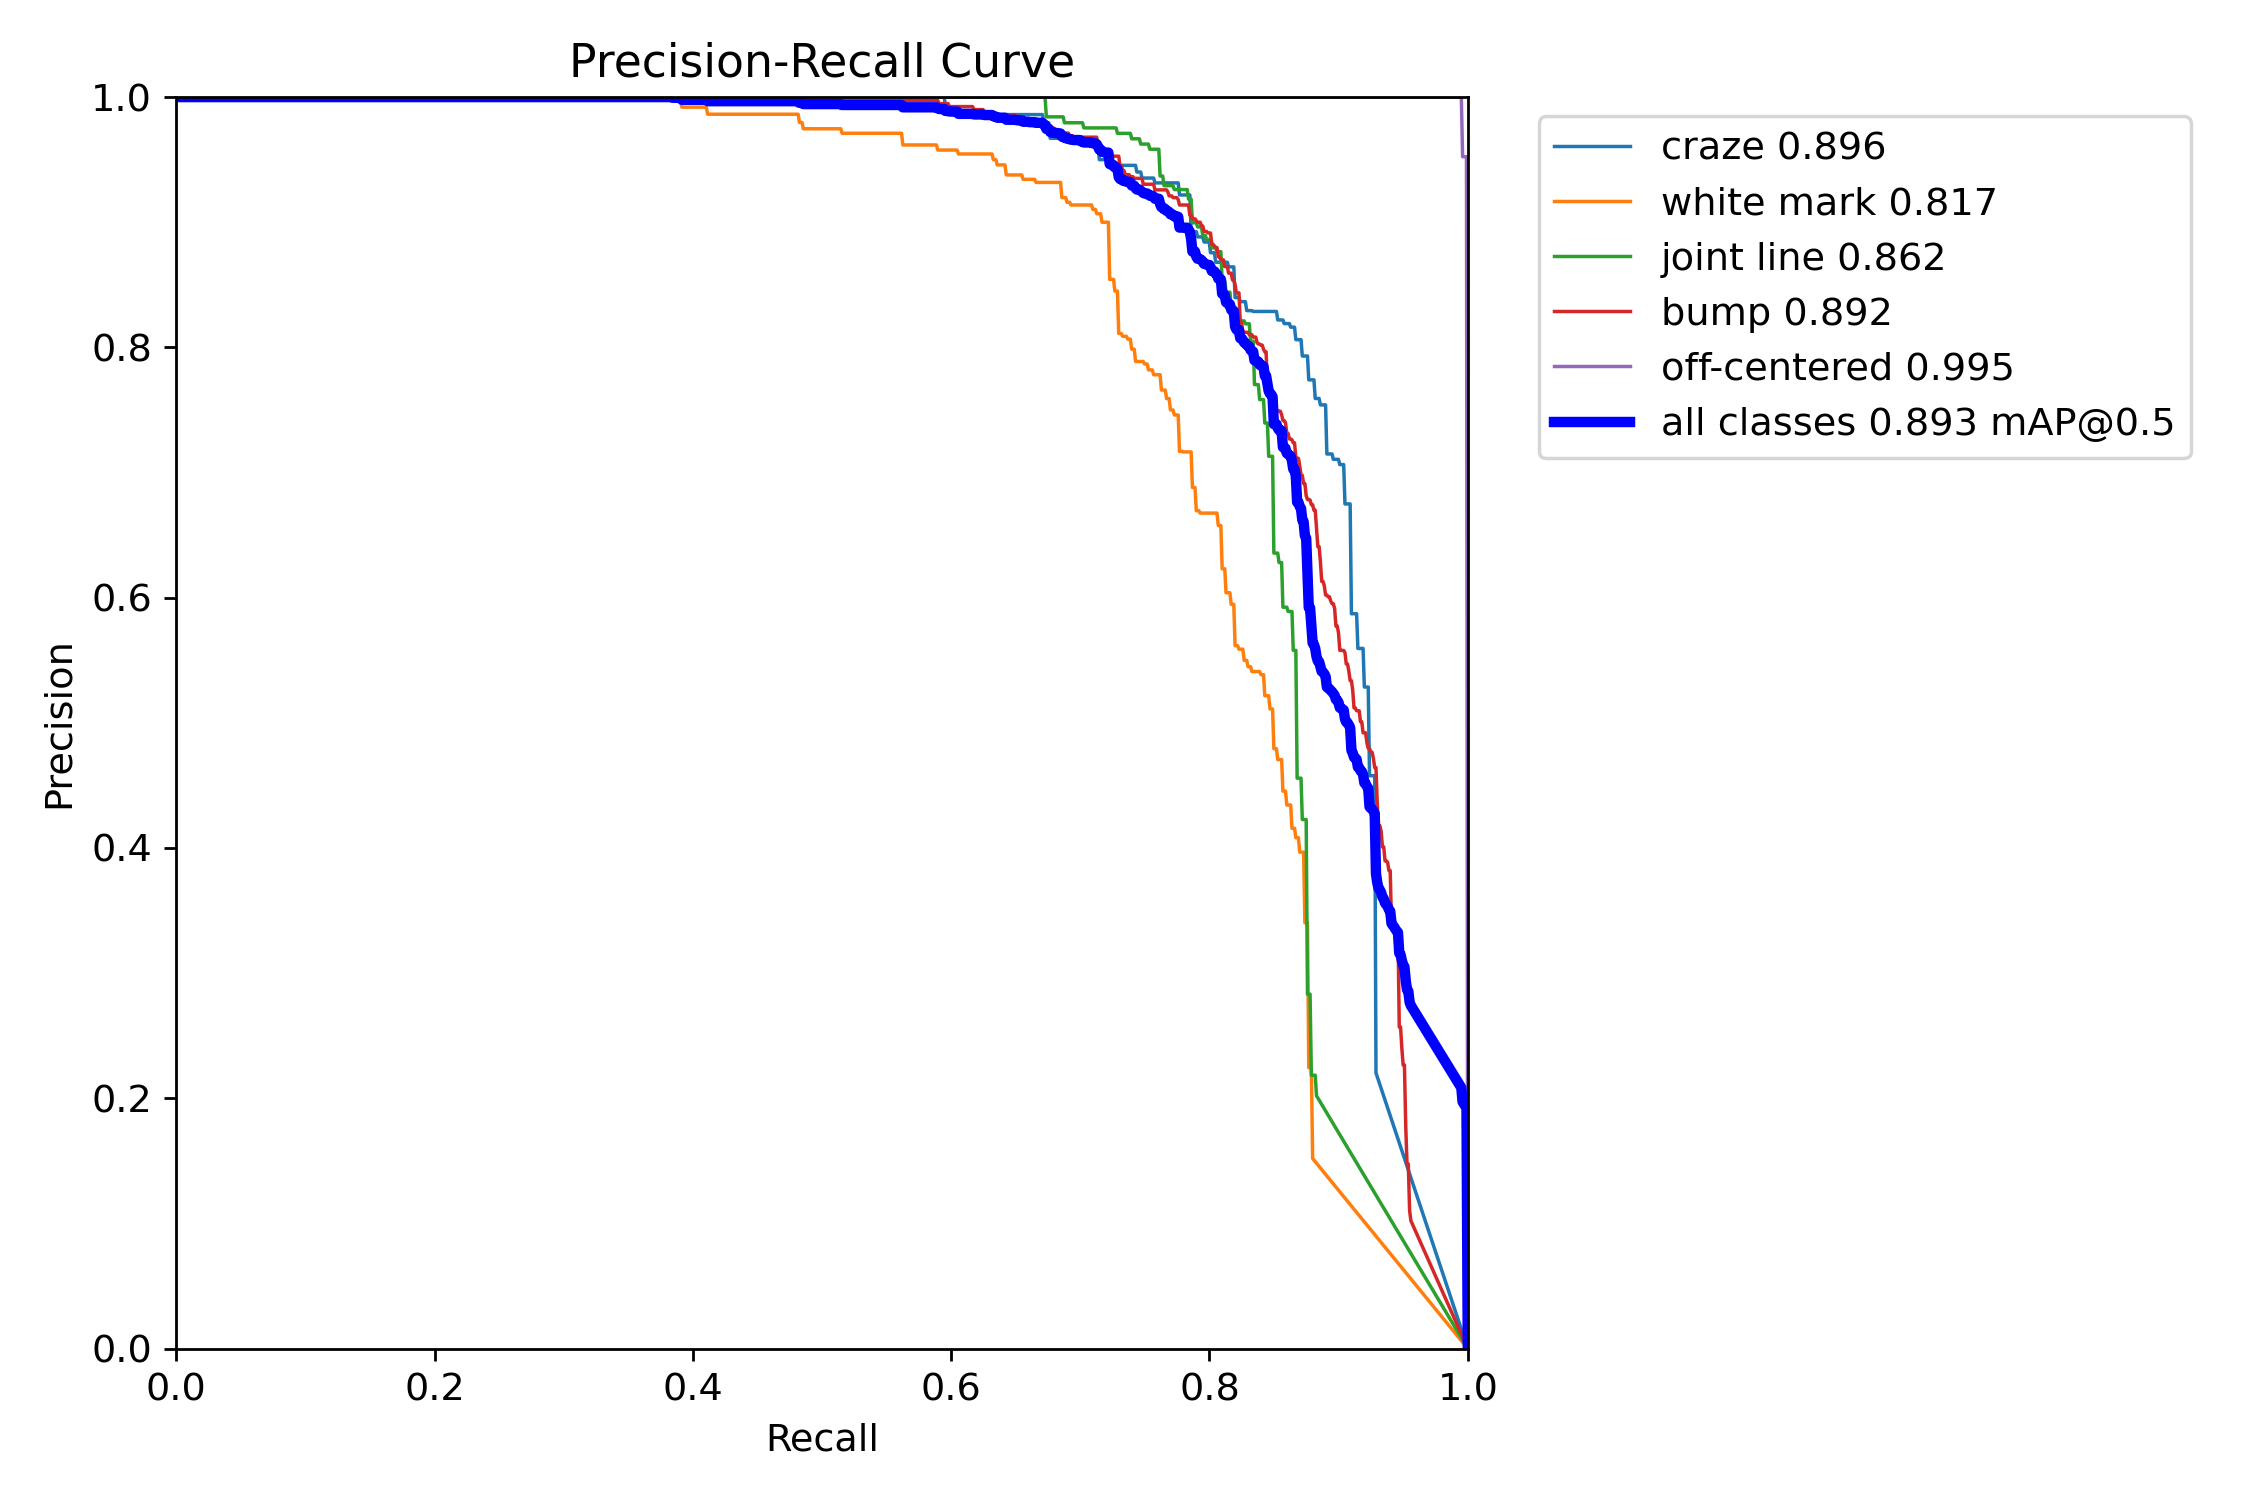 Precision-Recall Curve
1.0
0.8
0.6
0.4
0.2
0.0
Precision
0.0 0.2 0.4 0.6 0.8 1.0
Recall
craze 0.896
white mark 0.817
joint line 0.862
bump 0.892
off-centered 0.995
all classes 0.893 mAP@0.5